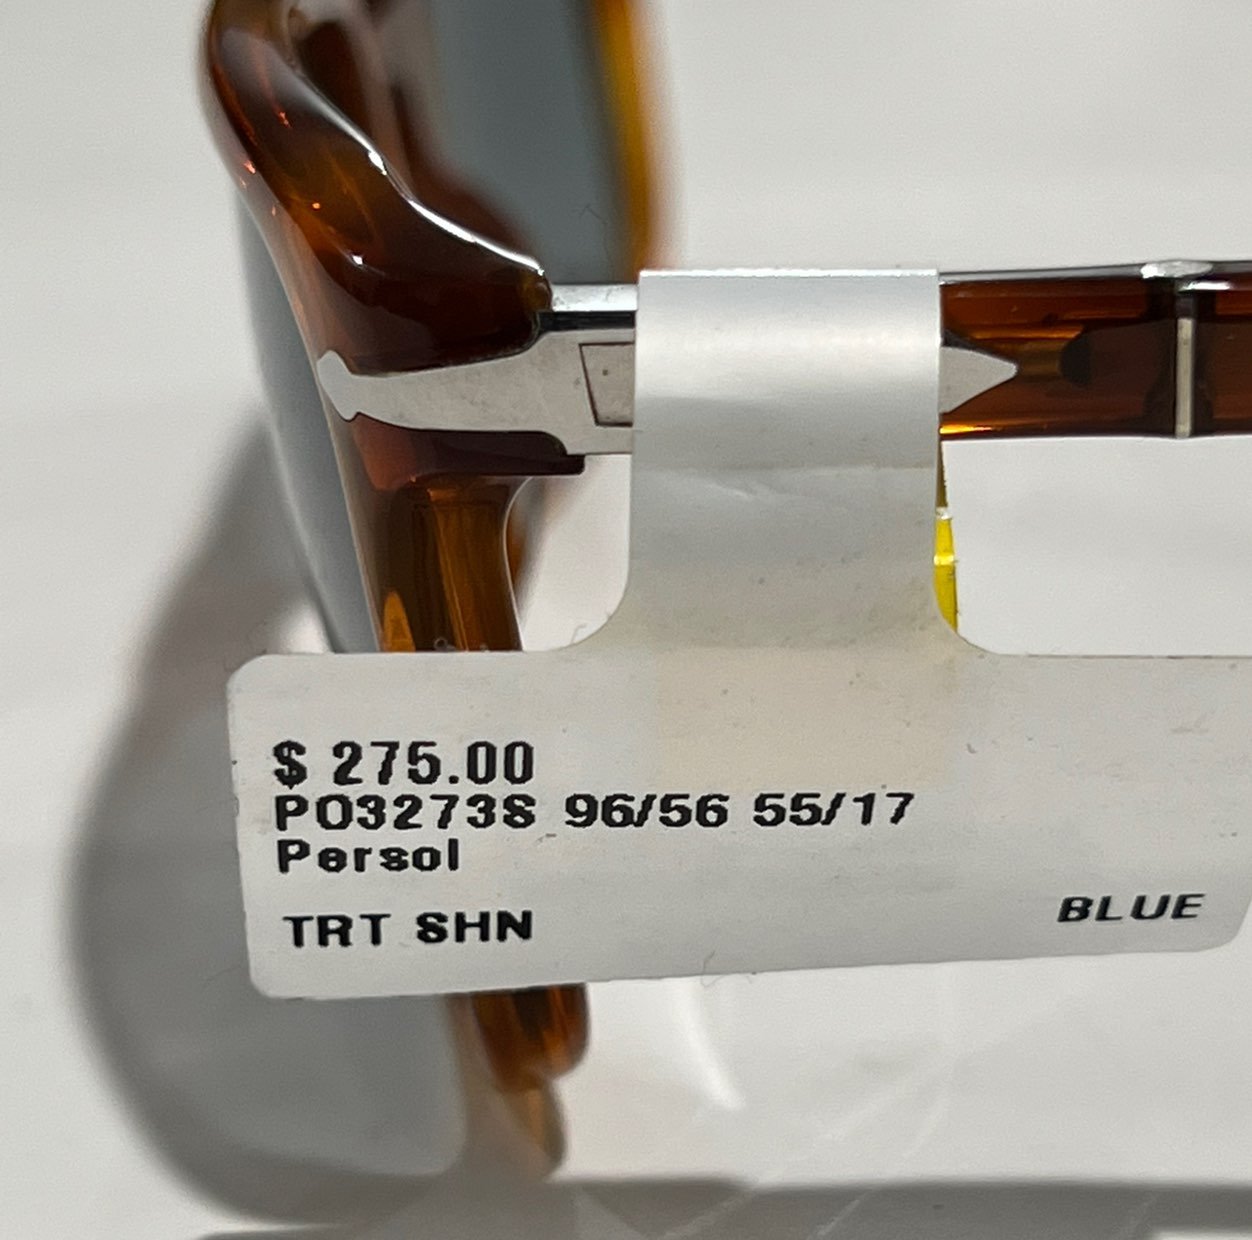 $ 275.00
PO3273S 96/56 55/17
Persol
TRT SHN
BLUE